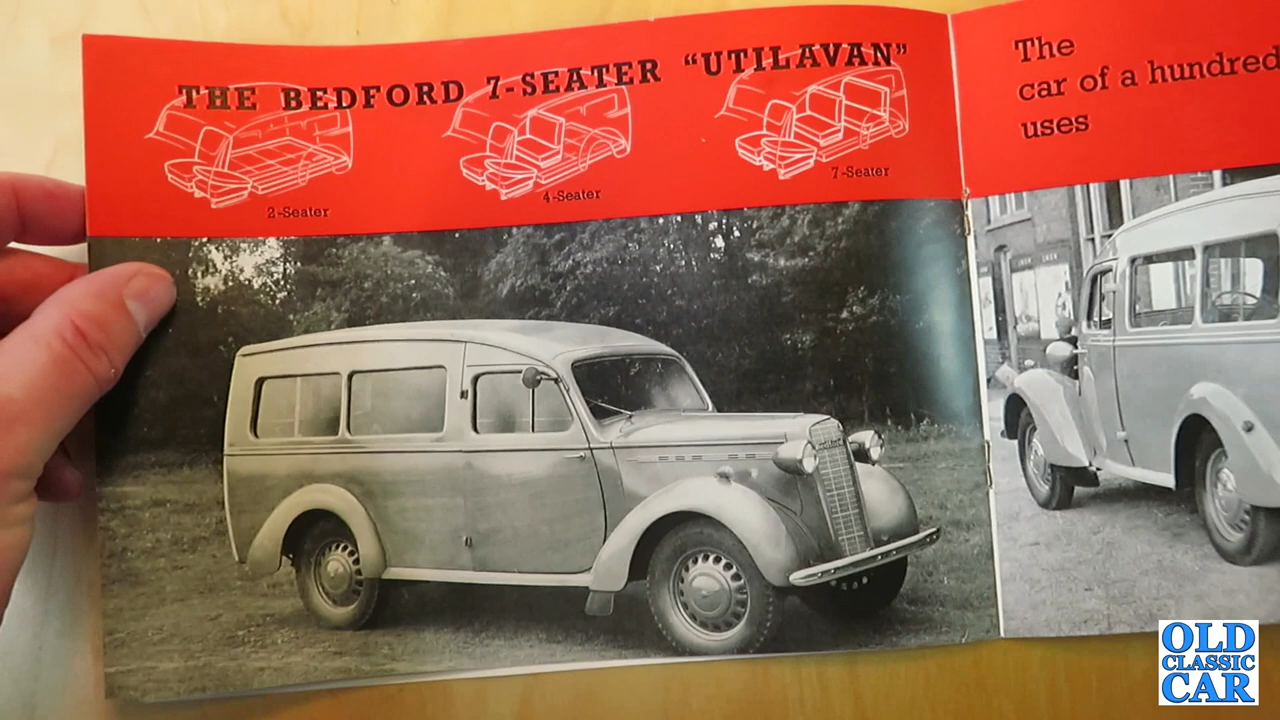 THE BEDFORD 7-SEATER “UTILAVAN”
2-Seater
4-Seater
7-Seater
The
car of a hundred
uses
OLD
CLASSIC
CAR